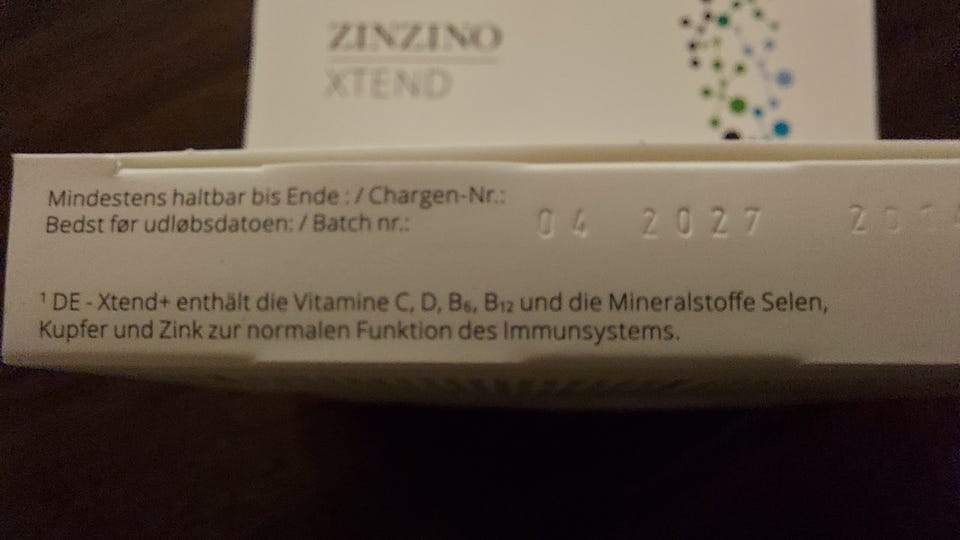 ZINZINO
XTEND
Mindestens haltbar bis Ende : / Chargen-Nr.:
Bedst før udløbsdatoen: / Batch nr.:
04 2027
¹ DE - Xtend+ enthält die Vitamine C, D, B₆, B₁₂ und die Mineralstoffe Selen,
Kupfer und Zink zur normalen Funktion des Immunsystems.